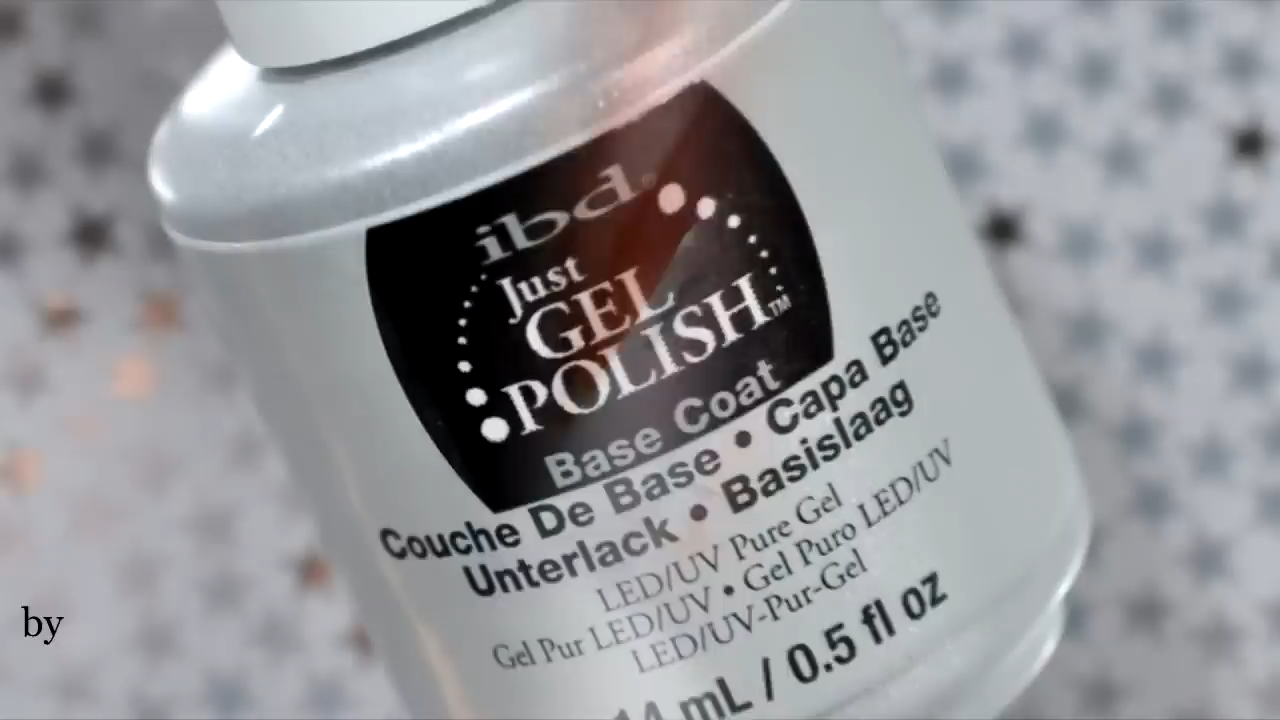 ibd®
Just
GEL
POLISH™
Base Coat
Couche De Base • Capa Base
Unterlack • Basislaag
LED/UV Pure Gel
Gel Pur LED/UV • Gel Puro LED/UV
LED/UV-Pur-Gel
14 mL / 0.5 fl oz
by